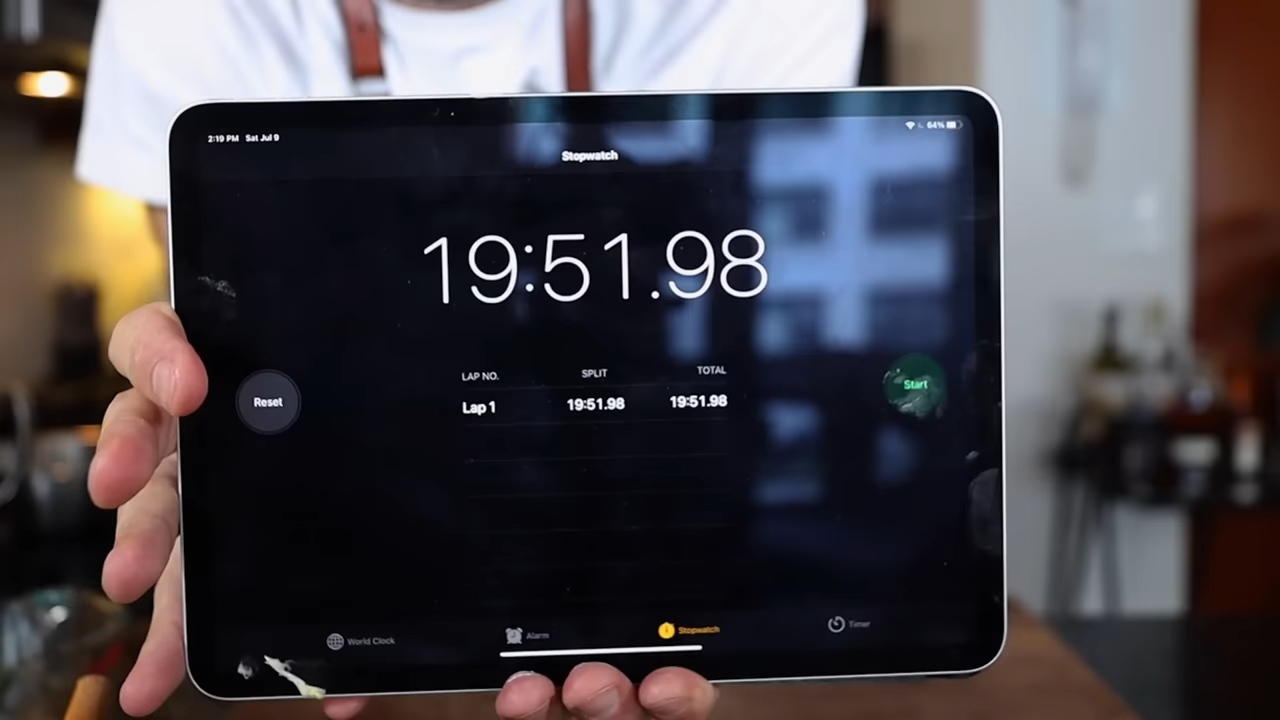 2:19 PM Sat Jul 9
64%
Stopwatch
19:51.98
LAP NO. SPLIT TOTAL
Lap 1 19:51.98 19:51.98
Reset
Start
World Clock
Alarm
Stopwatch
Timer